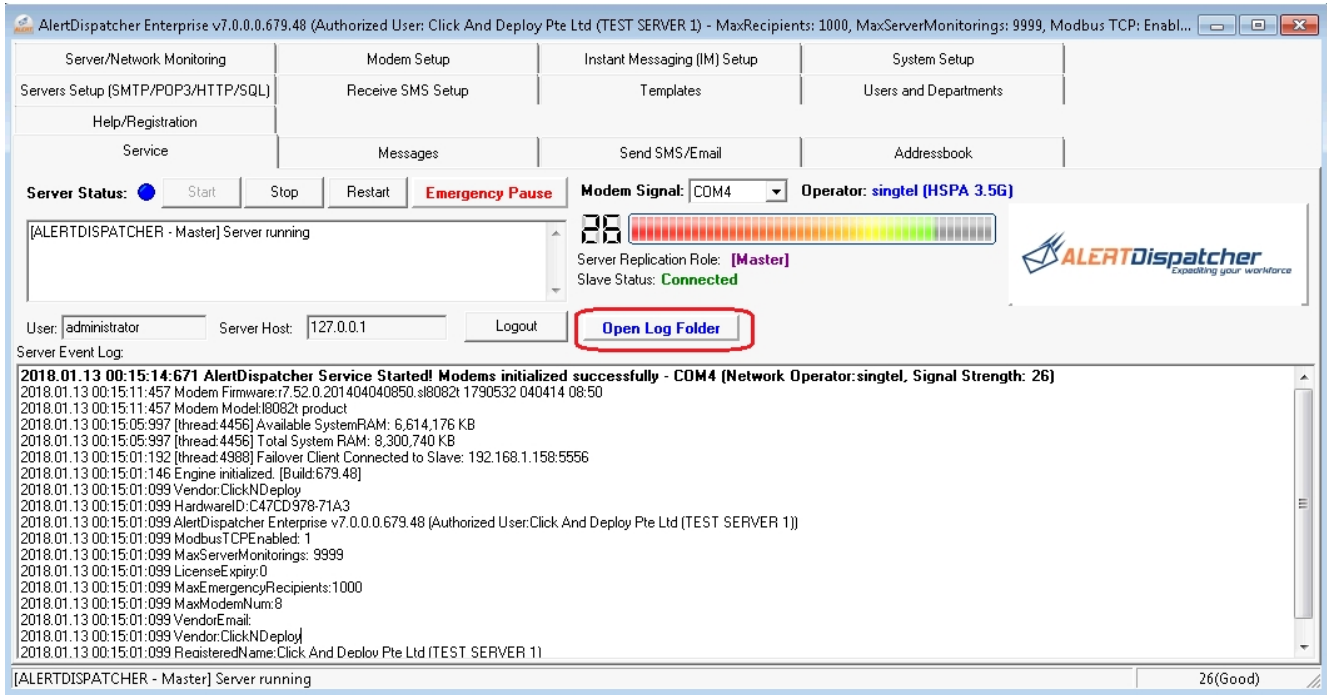 AlertDispatcher Enterprise v7.0.0.0.679.48 (Authorized User: Click And Deploy Pte Ltd (TEST SERVER 1) - MaxRecipients: 1000, MaxServerMonitorings: 9999, Modbus TCP: Enabl...
Server/Network Monitoring Modem Setup Instant Messaging (IM) Setup System Setup
Servers Setup (SMTP/POP3/HTTP/SQL) Receive SMS Setup Templates Users and Departments
Help/Registration
Service Messages Send SMS/Email Addressbook
Server Status: Start Stop Restart Emergency Pause Modem Signal: COM4 Operator: singtel (HSPA 3.5G)
[ALERTDISPATCHER - Master] Server running
26
Server Replication Role: [Master]
Slave Status: Connected
ALERTDispatcher
Expediting your workforce
User: administrator Server Host: 127.0.0.1 Logout Open Log Folder
Server Event Log:
2018.01.13 00:15:14:671 AlertDispatcher Service Started! Modems initialized successfully - COM4 (Network Operator:singtel, Signal Strength: 26)
2018.01.13 00:15:11:457 Modem Firmware:r7.52.0.201404040850.sl8082t 1790532 040414 08:50
2018.01.13 00:15:11:457 Modem Model:l8082t product
2018.01.13 00:15:05:997 [thread:4456] Available SystemRAM: 6,614,176 KB
2018.01.13 00:15:05:997 [thread:4456] Total System RAM: 8,300,740 KB
2018.01.13 00:15:01:192 [thread:4988] Failover Client Connected to Slave: 192.168.1.158:5556
2018.01.13 00:15:01:146 Engine initialized. [Build:679.48]
2018.01.13 00:15:01:099 Vendor:ClickNDeploy
2018.01.13 00:15:01:099 HardwareID:C47CD978-71A3
2018.01.13 00:15:01:099 AlertDispatcher Enterprise v7.0.0.0.679.48 (Authorized User:Click And Deploy Pte Ltd (TEST SERVER 1))
2018.01.13 00:15:01:099 ModbusTCPEnabled: 1
2018.01.13 00:15:01:099 MaxServerMonitorings: 9999
2018.01.13 00:15:01:099 LicenseExpiry:0
2018.01.13 00:15:01:099 MaxEmergencyRecipients:1000
2018.01.13 00:15:01:099 MaxModemNum:8
2018.01.13 00:15:01:099 VendorEmail:
2018.01.13 00:15:01:099 Vendor:ClickNDeploy
2018.01.13 00:15:01:099 RegisteredName:Click And Deploy Pte Ltd (TEST SERVER 1)
[ALERTDISPATCHER - Master] Server running 26(Good)